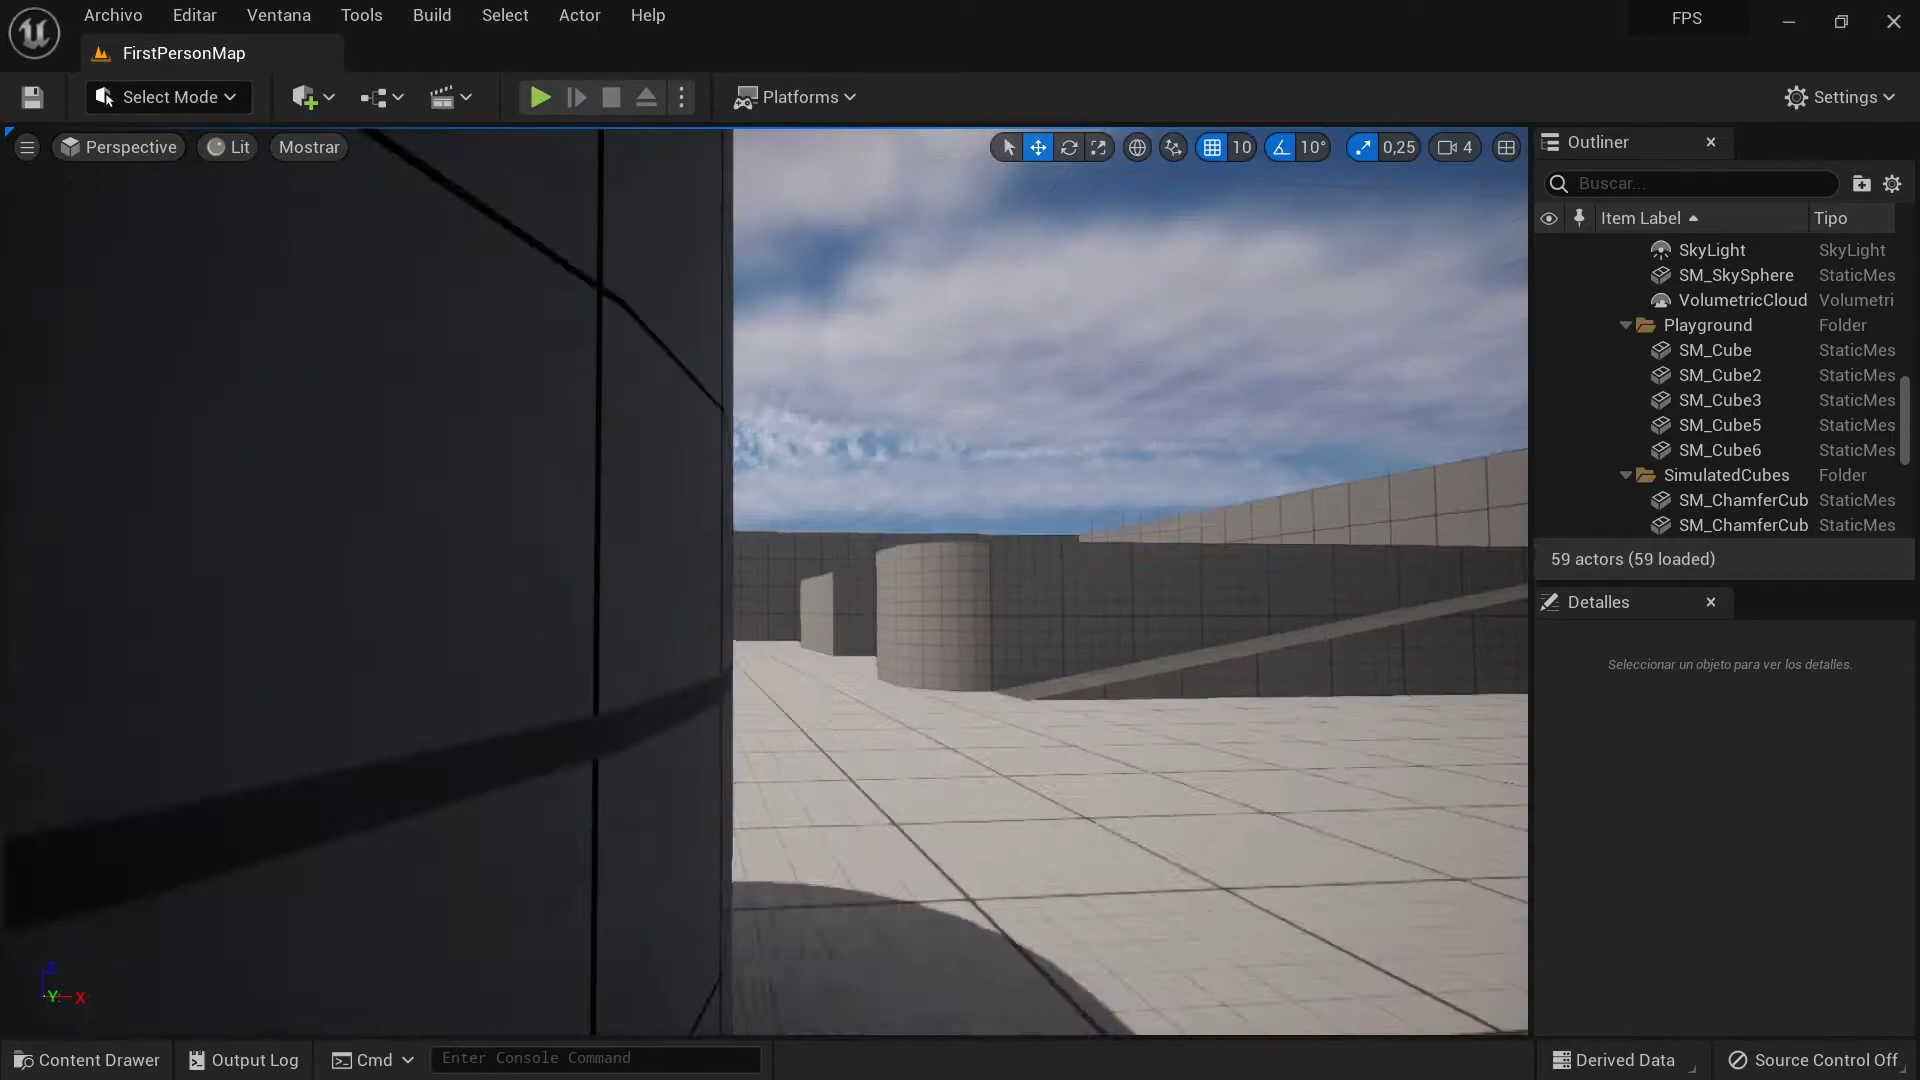 Archivo Editar Ventana Tools Build Select Actor Help FPS
FirstPersonMap
Select Mode Platforms Settings
Perspective Lit Mostrar 10 10° 0,25 4 Outliner
Buscar...
Item Label Tipo
SkyLight SkyLight
SM_SkySphere StaticMes
VolumetricCloud Volumetri
Playground Folder
SM_Cube StaticMes
SM_Cube2 StaticMes
SM_Cube3 StaticMes
SM_Cube5 StaticMes
SM_Cube6 StaticMes
SimulatedCubes Folder
SM_ChamferCub StaticMes
SM_ChamferCub StaticMes
59 actors (59 loaded)
Detalles
Seleccionar un objeto para ver los detalles.
Z
Y X
Content Drawer Output Log Cmd Enter Console Command Derived Data Source Control Off